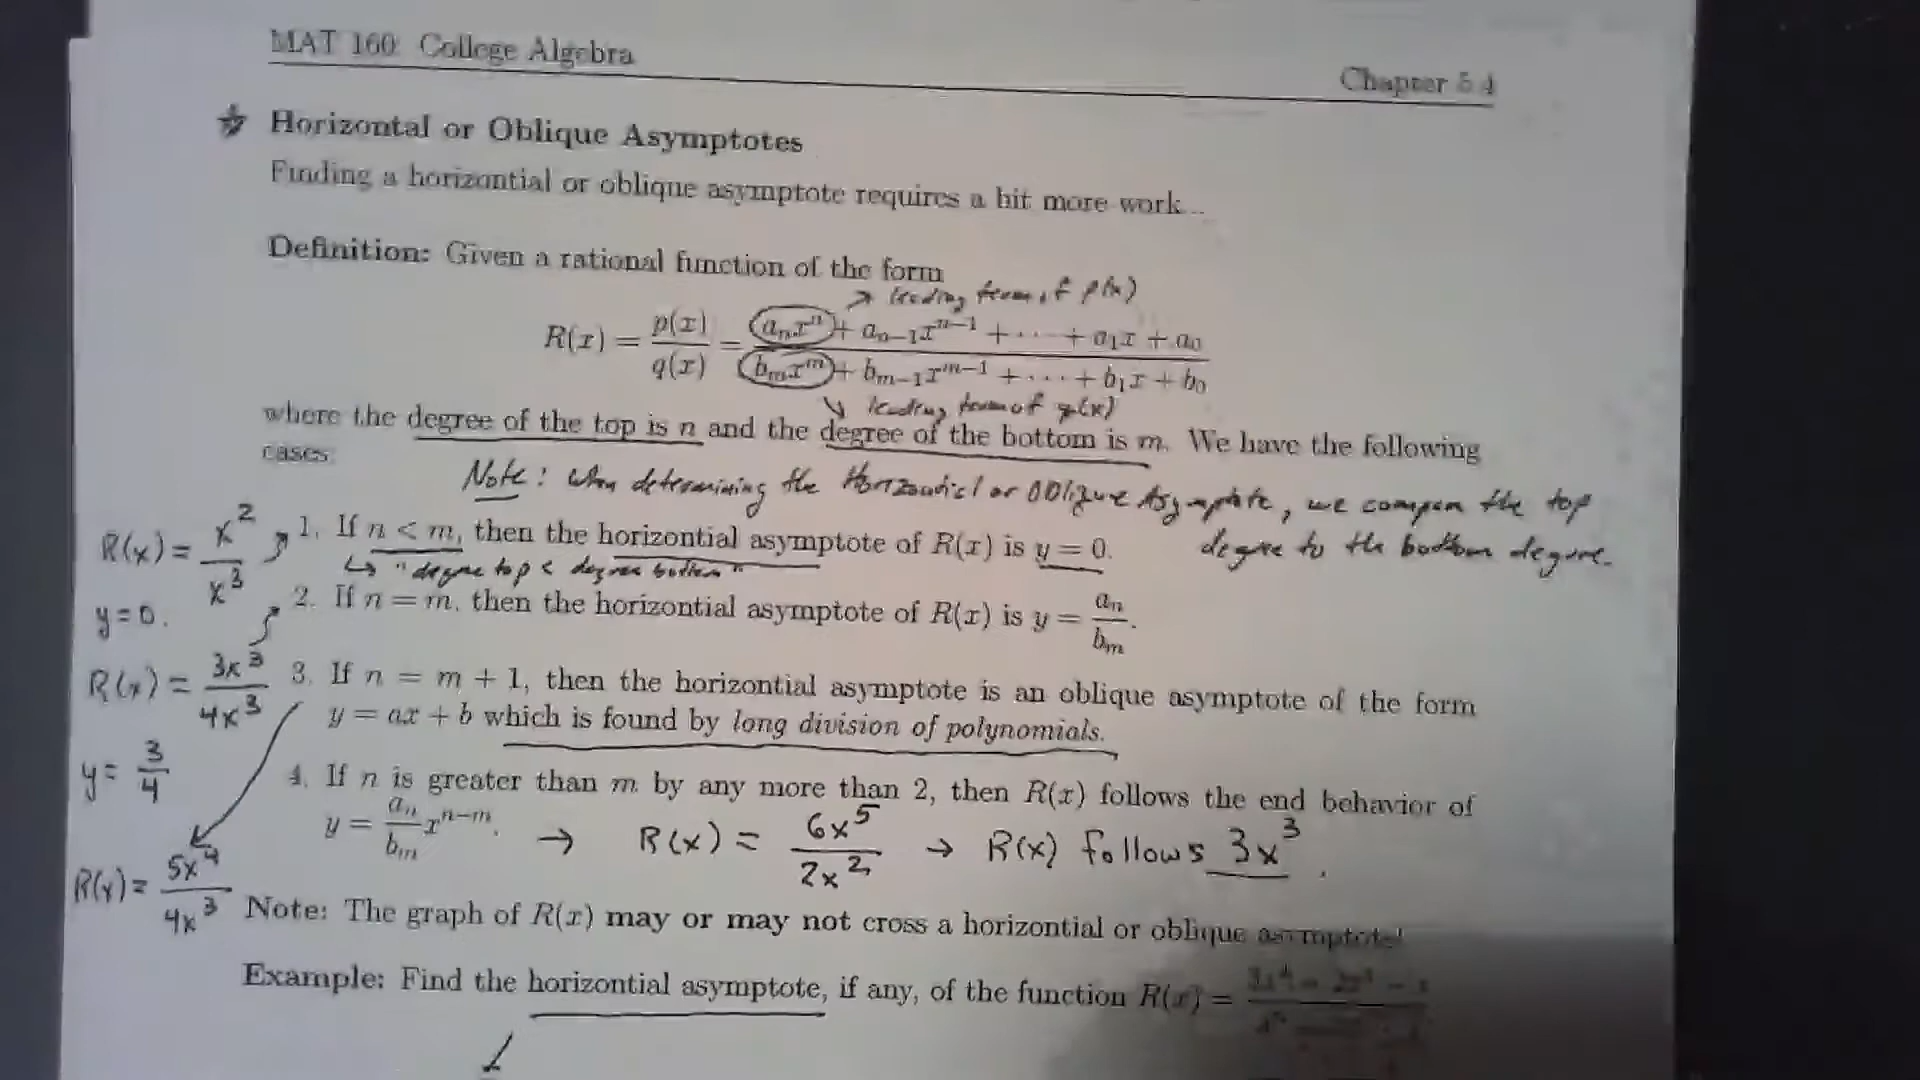 MAT 160: College Algebra
Chapter 5.4
Horizontal or Oblique Asymptotes
Finding a horizontial or oblique asymptote requires a bit more work...
Definition: Given a rational function of the form
→ leading term of p(x)
R(x) = p(x)/q(x) = (aₙxⁿ + aₙ₋₁xⁿ⁻¹ + ··· + a₁x + a₀)/(bₘxᵐ + bₘ₋₁xᵐ⁻¹ + ··· + b₁x + b₀)
↘ leading term of q(x)
where the degree of the top is n and the degree of the bottom is m. We have the following
cases:
Note: When determining the Horizontial or Oblique Asymptote, we compare the top
degree to the bottom degree.
R(x) = x²/x³
y=0.
1. If n < m, then the horizontial asymptote of R(x) is y = 0.
↳ "degree top < degree bottom"
2. If n = m, then the horizontial asymptote of R(x) is y = aₙ/bₘ.
R(x) = 3x³/4x³
y = 3/4
3. If n = m + 1, then the horizontial asymptote is an oblique asymptote of the form
y = ax + b which is found by long division of polynomials.
R(x) = 5x⁴/4x³
4. If n is greater than m by any more than 2, then R(x) follows the end behavior of
y = aₙ/bₘ xⁿ⁻ᵐ. → R(x) = 6x⁵/2x² → R(x) follows 3x³.
Note: The graph of R(x) may or may not cross a horizontial or oblique asymptote!
Example: Find the horizontial asymptote, if any, of the function R(x) =